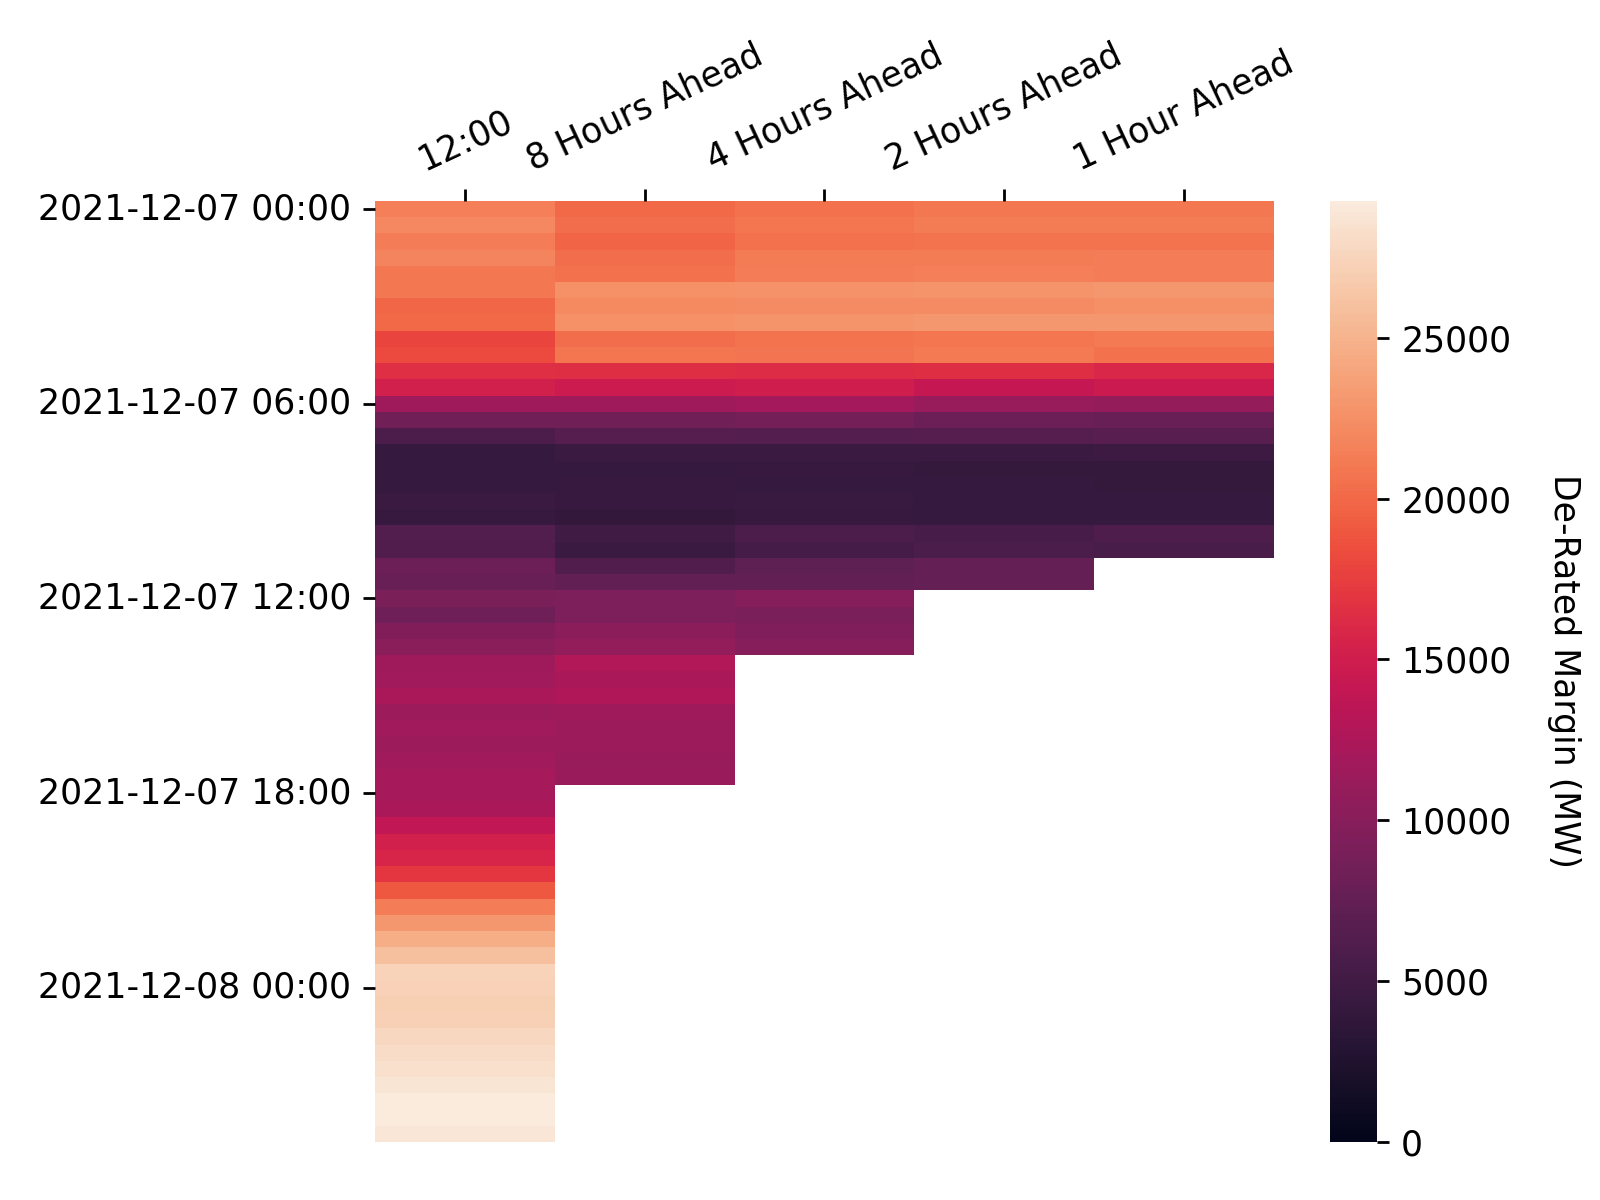 12:00
8 Hours Ahead
4 Hours Ahead
2 Hours Ahead
1 Hour Ahead
2021-12-07 00:00
2021-12-07 06:00
2021-12-07 12:00
2021-12-07 18:00
2021-12-08 00:00
25000
20000
15000
10000
5000
0
De-Rated Margin (MW)